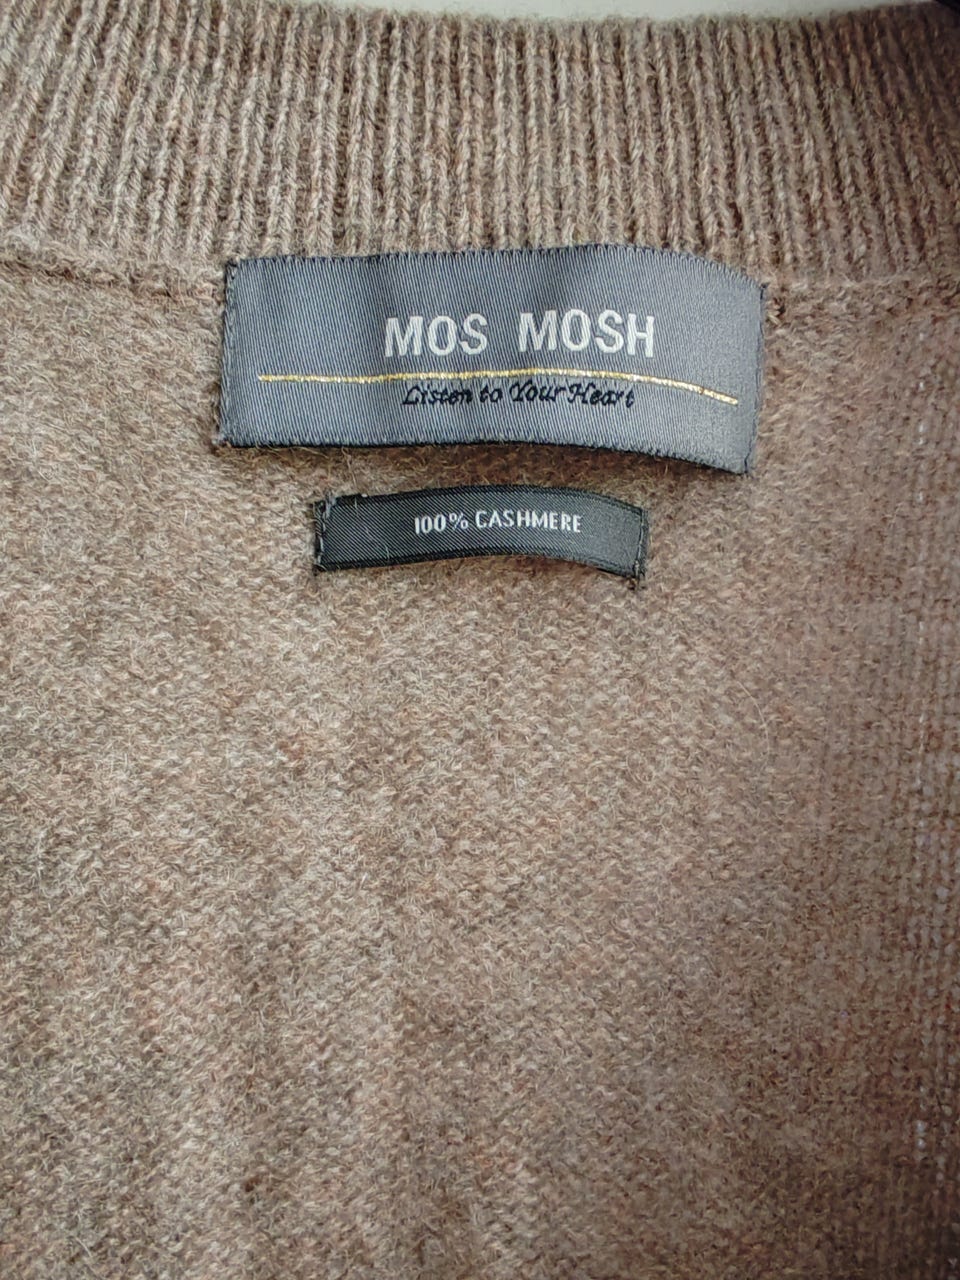 MOS MOSH
Listen to Your Heart
100% CASHMERE